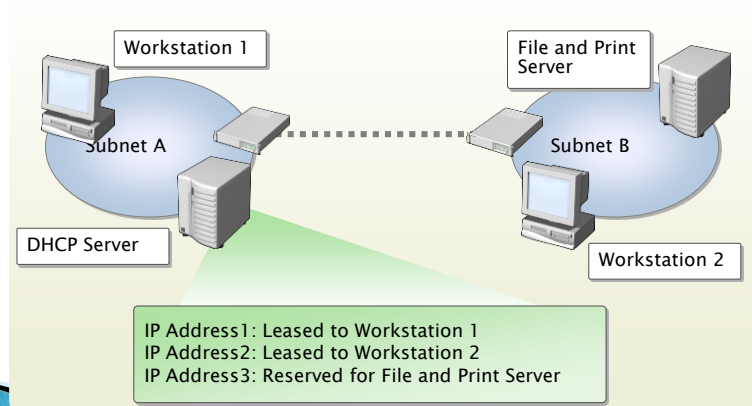 Workstation 1
File and Print
Server
Subnet A
Subnet B
DHCP Server
Workstation 2
IP Address1: Leased to Workstation 1
IP Address2: Leased to Workstation 2
IP Address3: Reserved for File and Print Server